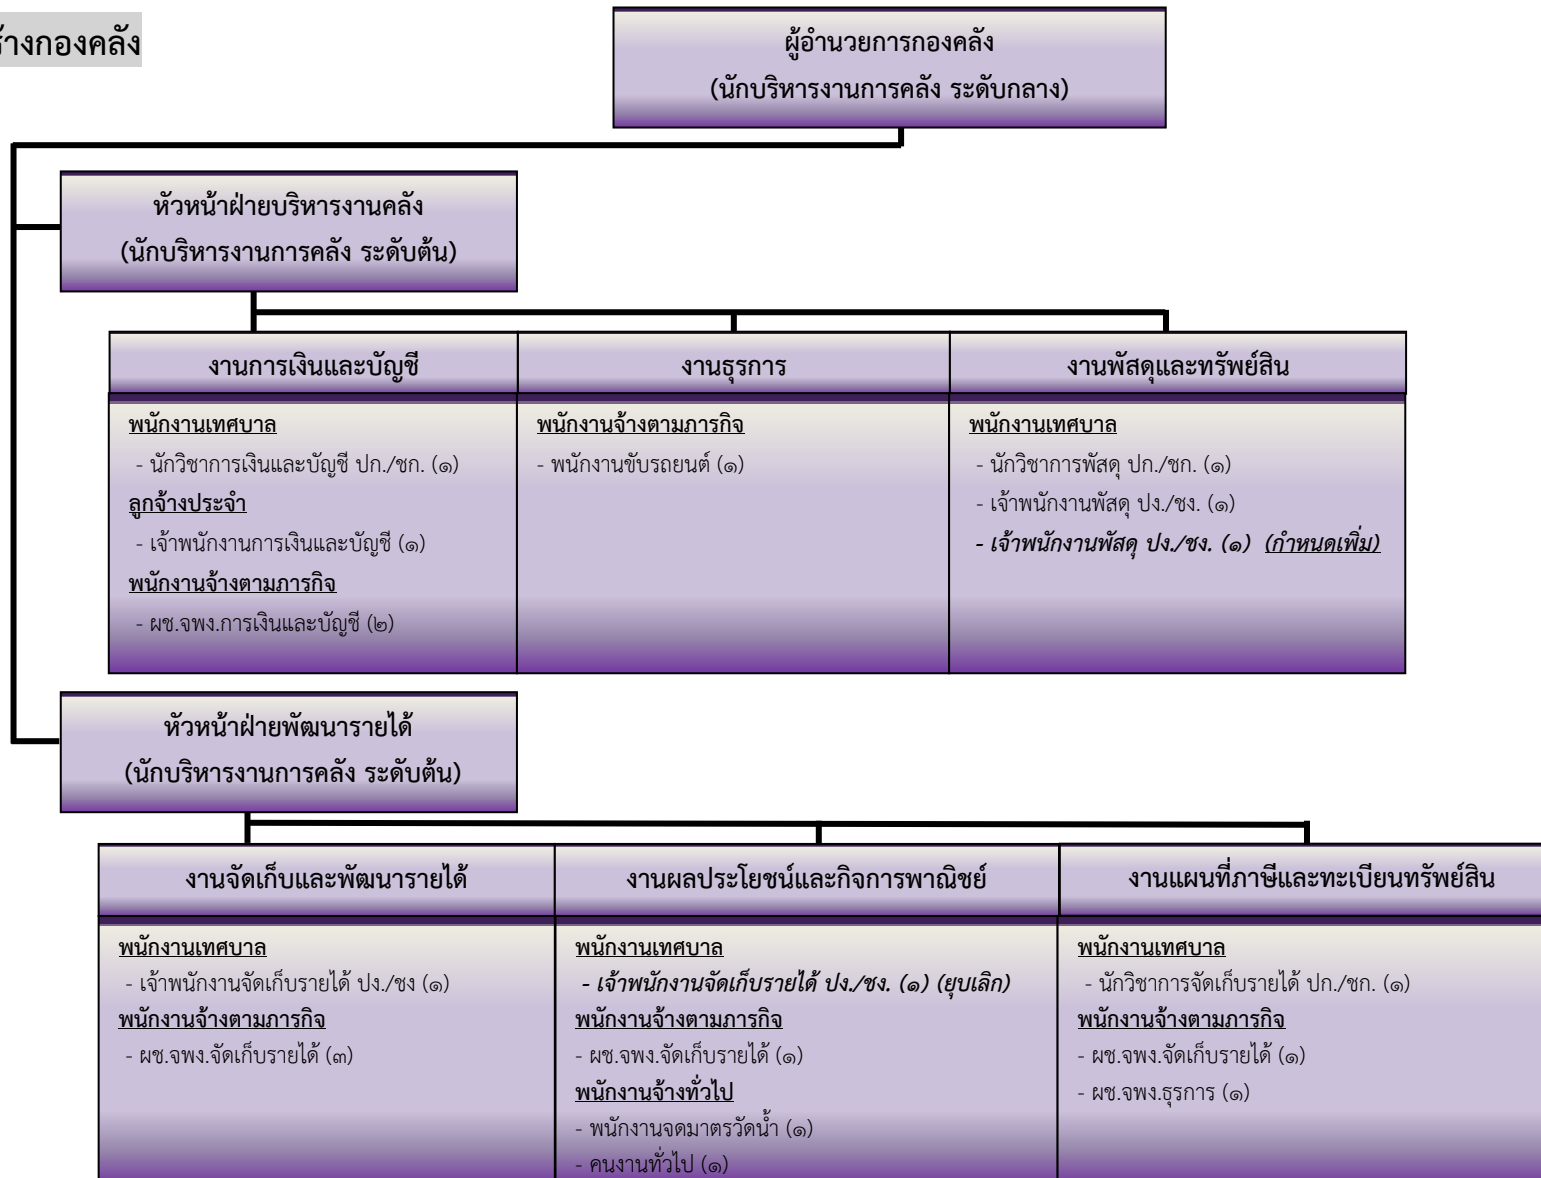 ร้างกองคลัง
ผู้อำนวยการกองคลัง
(นักบริหารงานการคลัง ระดับกลาง)
หัวหน้าฝ่ายบริหารงานคลัง
(นักบริหารงานการคลัง ระดับต้น)
งานการเงินและบัญชี
พนักงานเทศบาล
- นักวิชาการเงินและบัญชี ปก./ชก. (๑)
ลูกจ้างประจำ
- เจ้าพนักงานการเงินและบัญชี (๑)
พนักงานจ้างตามภารกิจ
- ผช.จพง.การเงินและบัญชี (๒)
งานธุรการ
พนักงานจ้างตามภารกิจ
- พนักงานขับรถยนต์ (๑)
งานพัสดุและทรัพย์สิน
พนักงานเทศบาล
- นักวิชาการพัสดุ ปก./ชก. (๑)
- เจ้าพนักงานพัสดุ ปง./ชง. (๑)
- เจ้าพนักงานพัสดุ ปง./ชง. (๑) (กำหนดเพิ่ม)
หัวหน้าฝ่ายพัฒนารายได้
(นักบริหารงานการคลัง ระดับต้น)
งานจัดเก็บและพัฒนารายได้
พนักงานเทศบาล
- เจ้าพนักงานจัดเก็บรายได้ ปง./ชง (๑)
พนักงานจ้างตามภารกิจ
- ผช.จพง.จัดเก็บรายได้ (๓)
งานผลประโยชน์และกิจการพาณิชย์
พนักงานเทศบาล
- เจ้าพนักงานจัดเก็บรายได้ ปง./ชง. (๑) (ยุบเลิก)
พนักงานจ้างตามภารกิจ
- ผช.จพง.จัดเก็บรายได้ (๑)
พนักงานจ้างทั่วไป
- พนักงานจดมาตรวัดน้ำ (๑)
- คนงานทั่วไป (๑)
งานแผนที่ภาษีและทะเบียนทรัพย์สิน
พนักงานเทศบาล
- นักวิชาการจัดเก็บรายได้ ปก./ชก. (๑)
พนักงานจ้างตามภารกิจ
- ผช.จพง.จัดเก็บรายได้ (๑)
- ผช.จพง.ธุรการ (๑)